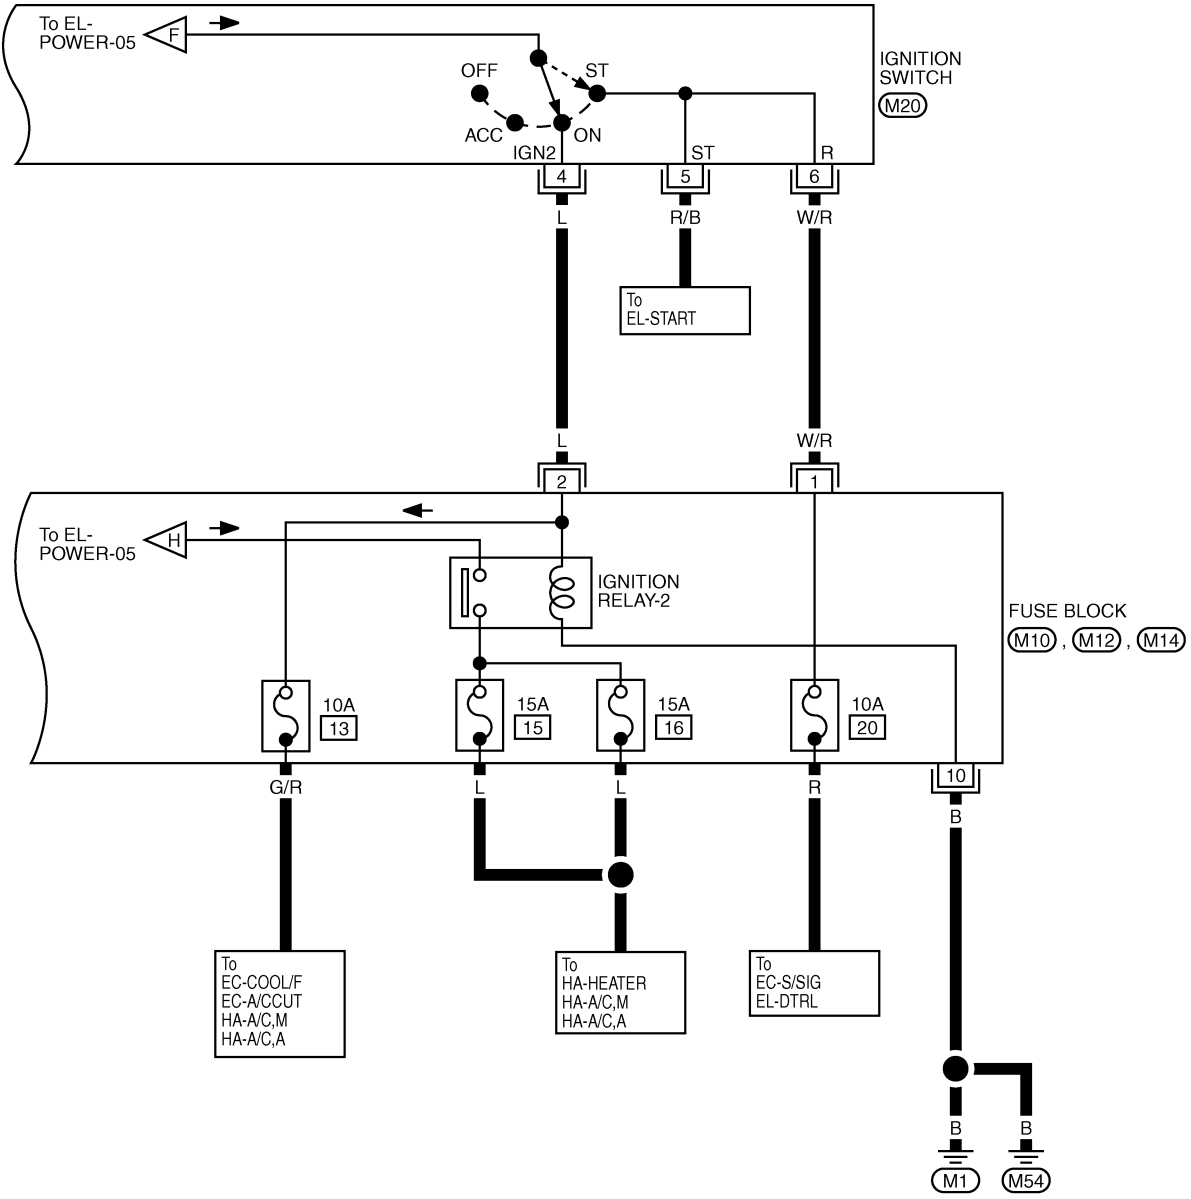 To EL-
POWER-05
F
OFF
ST
ACC
ON
IGN2
ST
R
IGNITION
SWITCH
M20
4
5
6
L
R/B
W/R
To
EL-START
L
W/R
2
1
To EL-
POWER-05
H
IGNITION
RELAY-2
FUSE BLOCK
M10 , M12 , M14
10A
13
15A
15
15A
16
10A
20
10
G/R
L
L
R
B
To
EC-COOL/F
EC-A/CCUT
HA-A/C,M
HA-A/C,A
To
HA-HEATER
HA-A/C,M
HA-A/C,A
To
EC-S/SIG
EL-DTRL
B
B
M1
M54